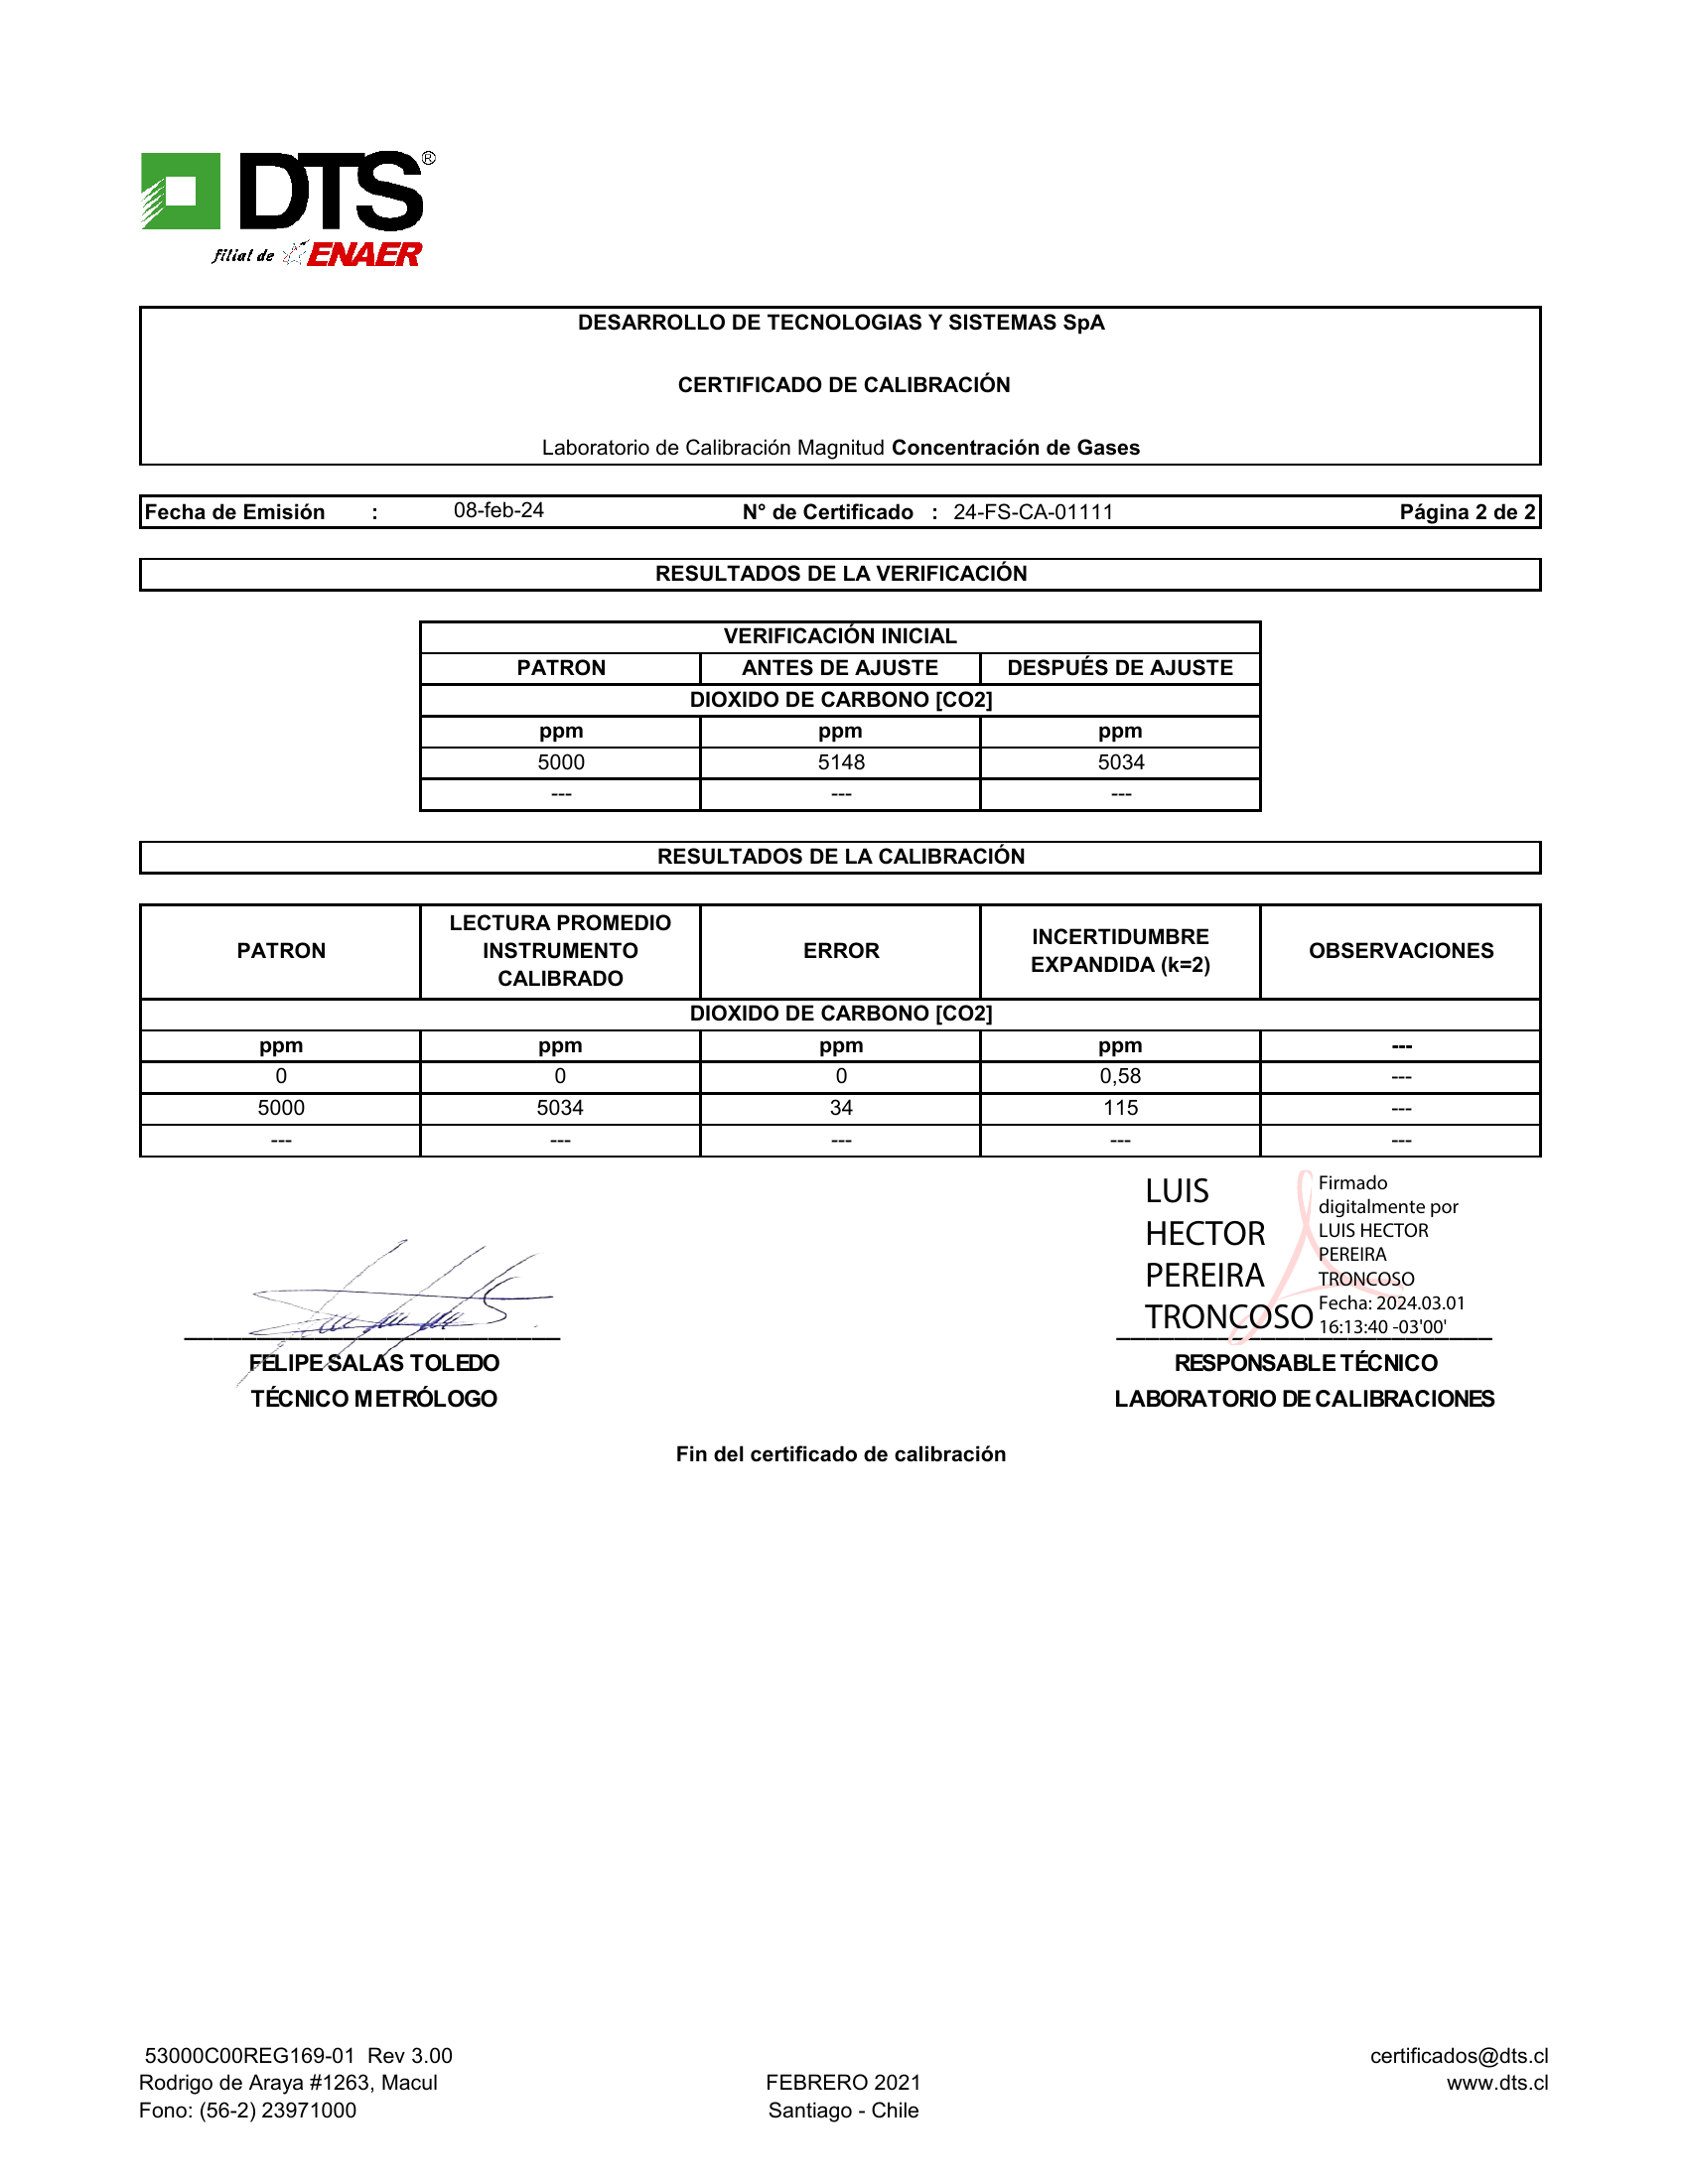 DTS®
filial de ENAER
DESARROLLO DE TECNOLOGIAS Y SISTEMAS SpA
CERTIFICADO DE CALIBRACIÓN
Laboratorio de Calibración Magnitud Concentración de Gases
Fecha de Emisión : 08-feb-24 N° de Certificado : 24-FS-CA-01111 Página 2 de 2
RESULTADOS DE LA VERIFICACIÓN
VERIFICACIÓN INICIAL
PATRON ANTES DE AJUSTE DESPUÉS DE AJUSTE
DIOXIDO DE CARBONO [CO2]
ppm ppm ppm
5000 5148 5034
--- --- ---
RESULTADOS DE LA CALIBRACIÓN
PATRON LECTURA PROMEDIO INSTRUMENTO CALIBRADO ERROR INCERTIDUMBRE EXPANDIDA (k=2) OBSERVACIONES
DIOXIDO DE CARBONO [CO2]
ppm ppm ppm ppm ---
0 0 0 0,58 ---
5000 5034 34 115 ---
--- --- --- --- ---
LUIS
HECTOR
PEREIRA
TRONCOSO
Firmado
digitalmente por
LUIS HECTOR
PEREIRA
TRONCOSO
Fecha: 2024.03.01
16:13:40 -03'00'
FELIPE SALAS TOLEDO
TÉCNICO METRÓLOGO
RESPONSABLE TÉCNICO
LABORATORIO DE CALIBRACIONES
Fin del certificado de calibración
53000C00REG169-01 Rev 3.00
Rodrigo de Araya #1263, Macul
Fono: (56-2) 23971000
FEBRERO 2021
Santiago - Chile
certificados@dts.cl
www.dts.cl